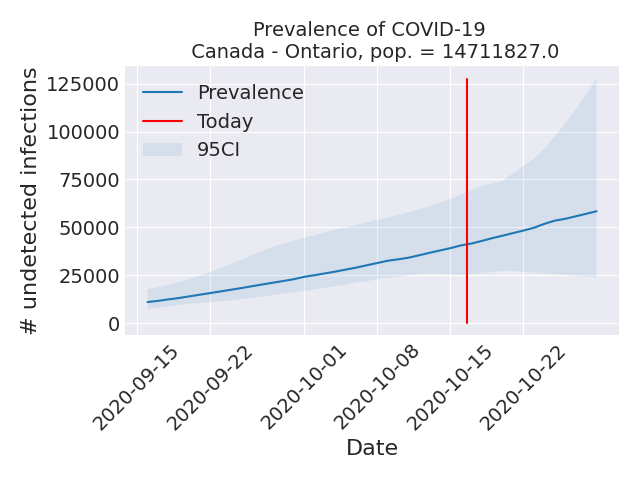 Prevalence of COVID-19
Canada - Ontario, pop. = 14711827.0
Prevalence
Today
95CI
# undetected infections
125000
100000
75000
50000
25000
0
2020-09-15
2020-09-22
2020-10-01
2020-10-08
2020-10-15
2020-10-22
Date